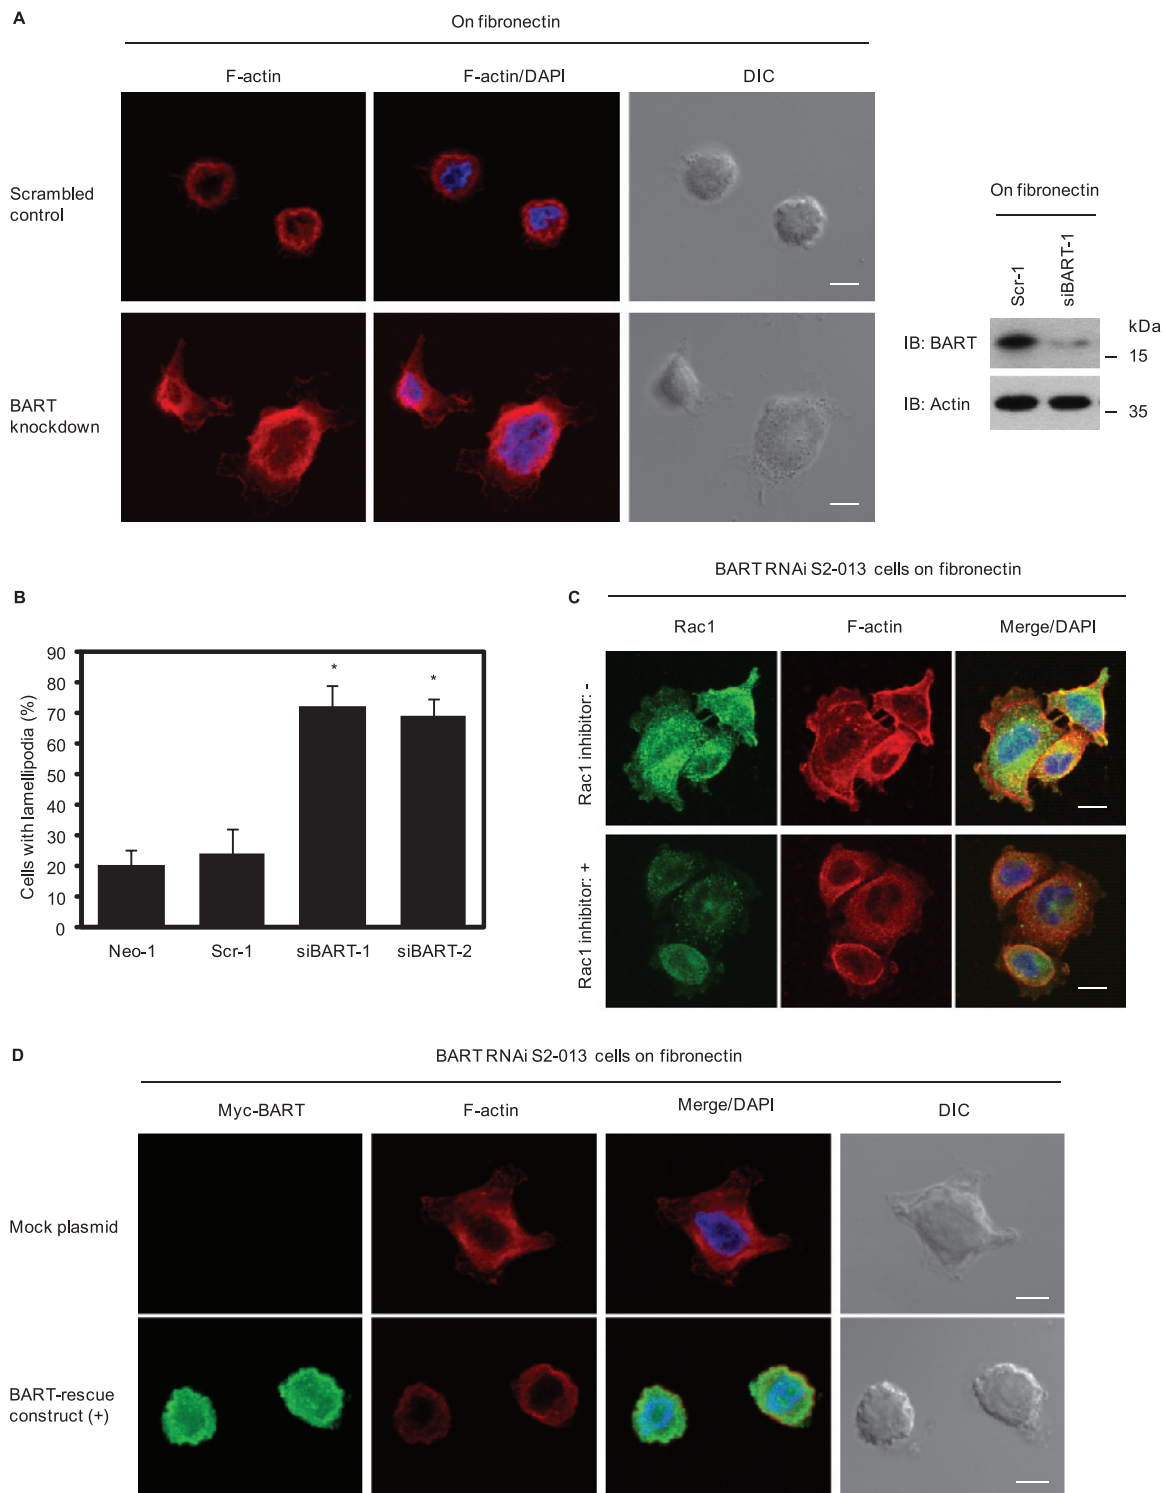 A
On fibronectin
F-actin
F-actin/DAPI
DIC
Scrambled
control
BART
knockdown
On fibronectin
Scr-1
siBART-1
kDa
IB: BART
15
IB: Actin
35
B
Cells with lamellipodia (%)
90
80
70
60
50
40
30
20
10
0
*
*
Neo-1
Scr-1
siBART-1
siBART-2
BART RNAi S2-013 cells on fibronectin
C
Rac1
F-actin
Merge/DAPI
Rac1 inhibitor: -
Rac1 inhibitor: +
D
BART RNAi S2-013 cells on fibronectin
Myc-BART
F-actin
Merge/DAPI
DIC
Mock plasmid
BART-rescue
construct (+)